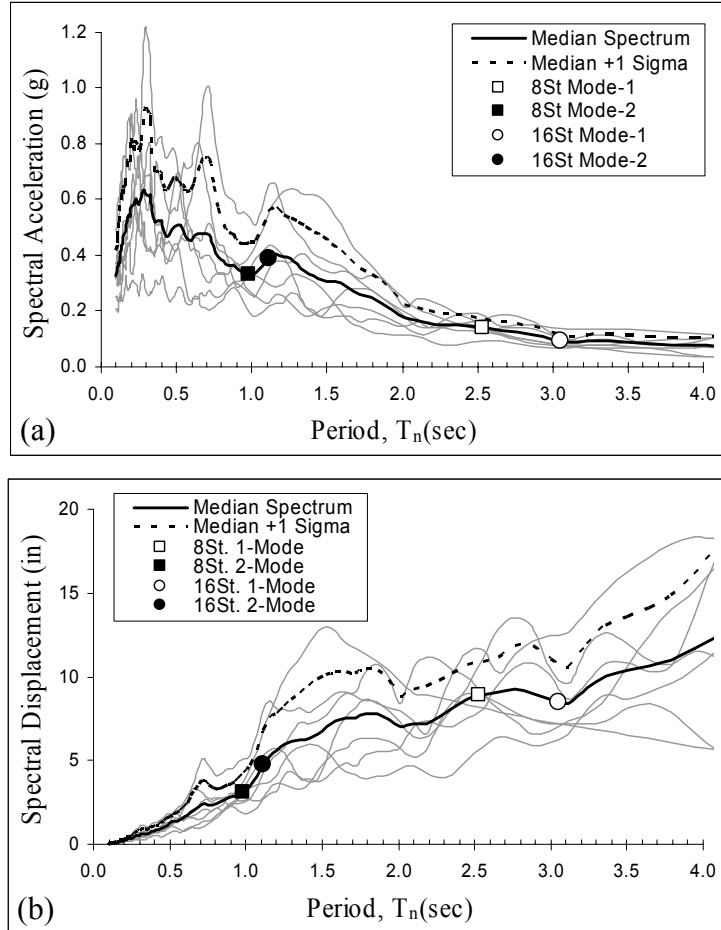 1.2
1.0
0.8
0.6
0.4
0.2
0.0
Spectral Acceleration (g)
Median Spectrum
Median +1 Sigma
8St Mode-1
8St Mode-2
16St Mode-1
16St Mode-2
0.0 0.5 1.0 1.5 2.0 2.5 3.0 3.5 4.0
(a)
Period, Tn(sec)
20
15
10
5
0
Spectral Displacement (in)
Median Spectrum
Median +1 Sigma
8St. 1-Mode
8St. 2-Mode
16St. 1-Mode
16St. 2-Mode
0.0 0.5 1.0 1.5 2.0 2.5 3.0 3.5 4.0
(b)
Period, Tn(sec)